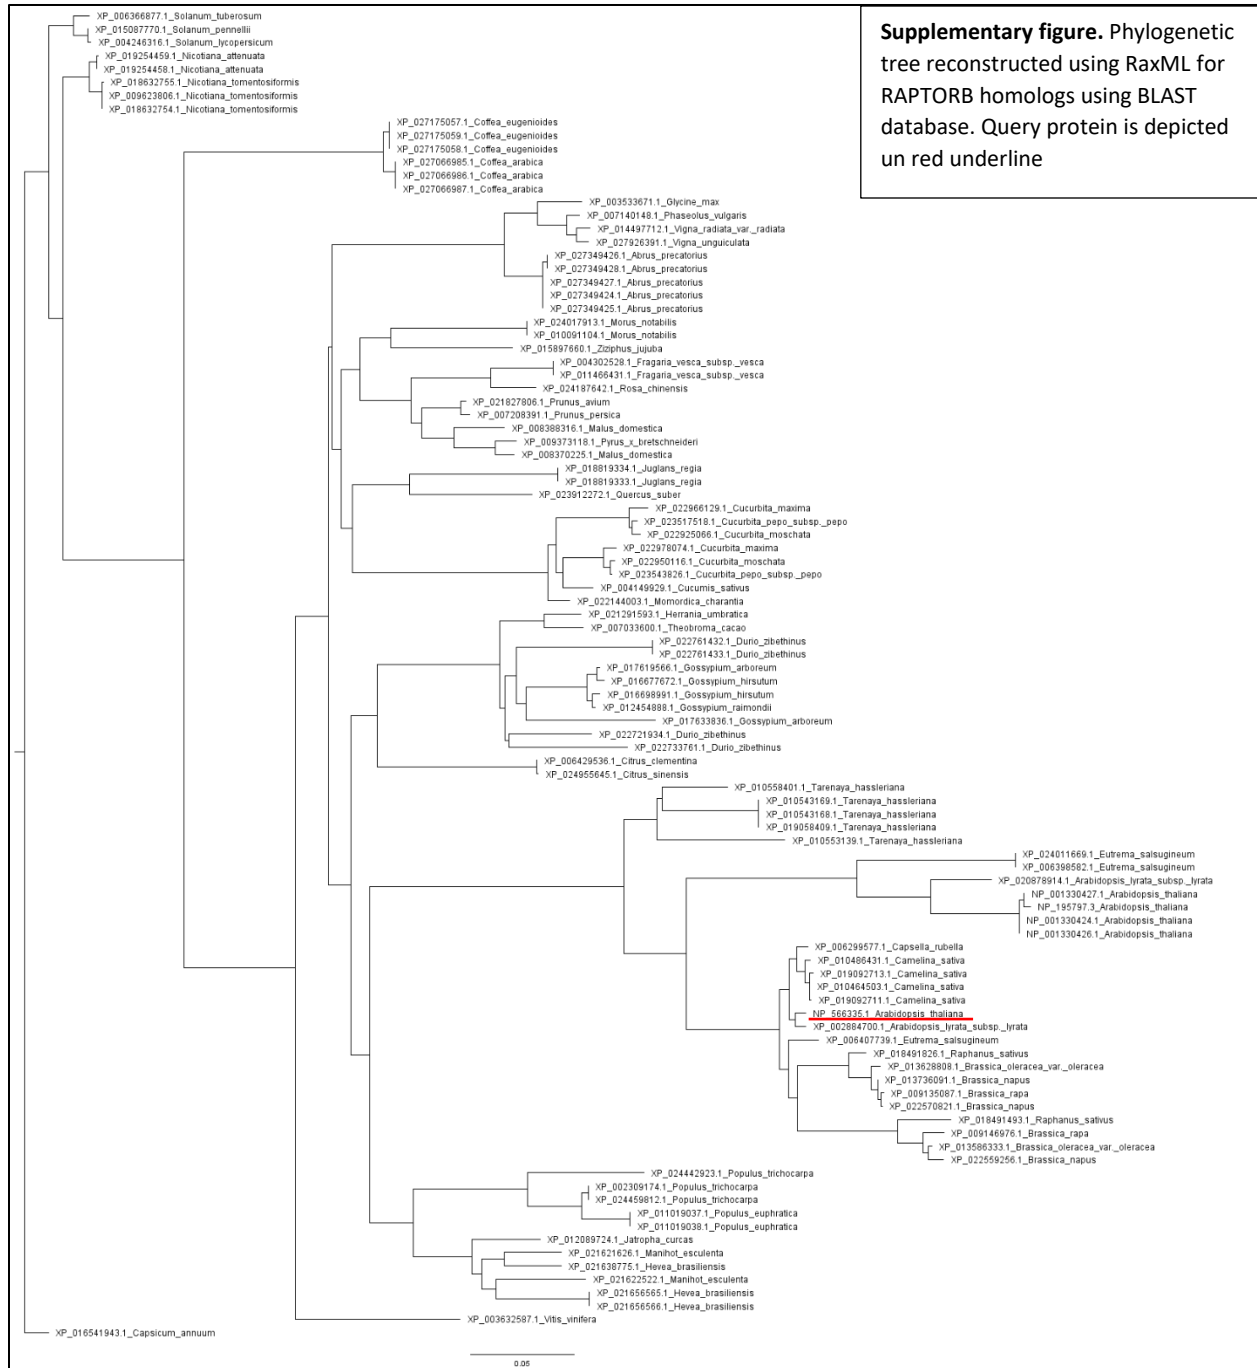 Supplementary figure. Phylogenetic
tree reconstructed using RaxML for
RAPTORB homologs using BLAST
database. Query protein is depicted
un red underline
XP_006366877.1_Solanum_tuberosum
XP_015087770.1_Solanum_pennellii
XP_004246316.1_Solanum_lycopersicum
XP_019254459.1_Nicotiana_attenuata
XP_019254458.1_Nicotiana_attenuata
XP_018632755.1_Nicotiana_tomentosiformis
XP_009623806.1_Nicotiana_tomentosiformis
XP_018632754.1_Nicotiana_tomentosiformis
XP_027175057.1_Coffea_eugenioides
XP_027175059.1_Coffea_eugenioides
XP_027175058.1_Coffea_eugenioides
XP_027066985.1_Coffea_arabica
XP_027066986.1_Coffea_arabica
XP_027066987.1_Coffea_arabica
XP_003533671.1_Glycine_max
XP_007140148.1_Phaseolus_vulgaris
XP_014497712.1_Vigna_radiata_var._radiata
XP_027926391.1_Vigna_unguiculata
XP_027349426.1_Abrus_precatorius
XP_027349428.1_Abrus_precatorius
XP_027349427.1_Abrus_precatorius
XP_027349424.1_Abrus_precatorius
XP_027349425.1_Abrus_precatorius
XP_024017913.1_Morus_notabilis
XP_010091104.1_Morus_notabilis
XP_015897660.1_Ziziphus_jujuba
XP_004302528.1_Fragaria_vesca_subsp._vesca
XP_011466431.1_Fragaria_vesca_subsp._vesca
XP_024187642.1_Rosa_chinensis
XP_021827806.1_Prunus_avium
XP_007208391.1_Prunus_persica
XP_008388316.1_Malus_domestica
XP_009373118.1_Pyrus_x_bretschneideri
XP_008370225.1_Malus_domestica
XP_018819334.1_Juglans_regia
XP_018819333.1_Juglans_regia
XP_023912272.1_Quercus_suber
XP_022966129.1_Cucurbita_maxima
XP_023517518.1_Cucurbita_pepo_subsp._pepo
XP_022925066.1_Cucurbita_moschata
XP_022978074.1_Cucurbita_maxima
XP_022950116.1_Cucurbita_moschata
XP_023543826.1_Cucurbita_pepo_subsp._pepo
XP_004149929.1_Cucumis_sativus
XP_022144003.1_Momordica_charantia
XP_021291593.1_Herrania_umbratica
XP_007033600.1_Theobroma_cacao
XP_022761432.1_Durio_zibethinus
XP_022761433.1_Durio_zibethinus
XP_017619566.1_Gossypium_arboreum
XP_016677672.1_Gossypium_hirsutum
XP_016698991.1_Gossypium_hirsutum
XP_012454888.1_Gossypium_raimondii
XP_017633836.1_Gossypium_arboreum
XP_022721934.1_Durio_zibethinus
XP_022733761.1_Durio_zibethinus
XP_006429536.1_Citrus_clementina
XP_024955645.1_Citrus_sinensis
XP_010558401.1_Tarenaya_hassleriana
XP_010543169.1_Tarenaya_hassleriana
XP_010543168.1_Tarenaya_hassleriana
XP_019058409.1_Tarenaya_hassleriana
XP_010553139.1_Tarenaya_hassleriana
XP_024011669.1_Eutrema_salsugineum
XP_006398582.1_Eutrema_salsugineum
XP_020878914.1_Arabidopsis_lyrata_subsp._lyrata
NP_001330427.1_Arabidopsis_thaliana
NP_195797.3_Arabidopsis_thaliana
NP_001330424.1_Arabidopsis_thaliana
NP_001330426.1_Arabidopsis_thaliana
XP_006299577.1_Capsella_rubella
XP_010486431.1_Camelina_sativa
XP_019092713.1_Camelina_sativa
XP_010464503.1_Camelina_sativa
XP_019092711.1_Camelina_sativa
NP_566335.1_Arabidopsis_thaliana
XP_002884700.1_Arabidopsis_lyrata_subsp._lyrata
XP_006407739.1_Eutrema_salsugineum
XP_018491826.1_Raphanus_sativus
XP_013628808.1_Brassica_oleracea_var._oleracea
XP_013736091.1_Brassica_napus
XP_009135087.1_Brassica_rapa
XP_022570821.1_Brassica_napus
XP_018491493.1_Raphanus_sativus
XP_009146976.1_Brassica_rapa
XP_013586333.1_Brassica_oleracea_var._oleracea
XP_022559256.1_Brassica_napus
XP_024442923.1_Populus_trichocarpa
XP_002309174.1_Populus_trichocarpa
XP_024459812.1_Populus_trichocarpa
XP_011019037.1_Populus_euphratica
XP_011019038.1_Populus_euphratica
XP_012089724.1_Jatropha_curcas
XP_021621626.1_Manihot_esculenta
XP_021638775.1_Hevea_brasiliensis
XP_021622522.1_Manihot_esculenta
XP_021656565.1_Hevea_brasiliensis
XP_021656566.1_Hevea_brasiliensis
XP_003632587.1_Vitis_vinifera
XP_016541943.1_Capsicum_annuum
0.05